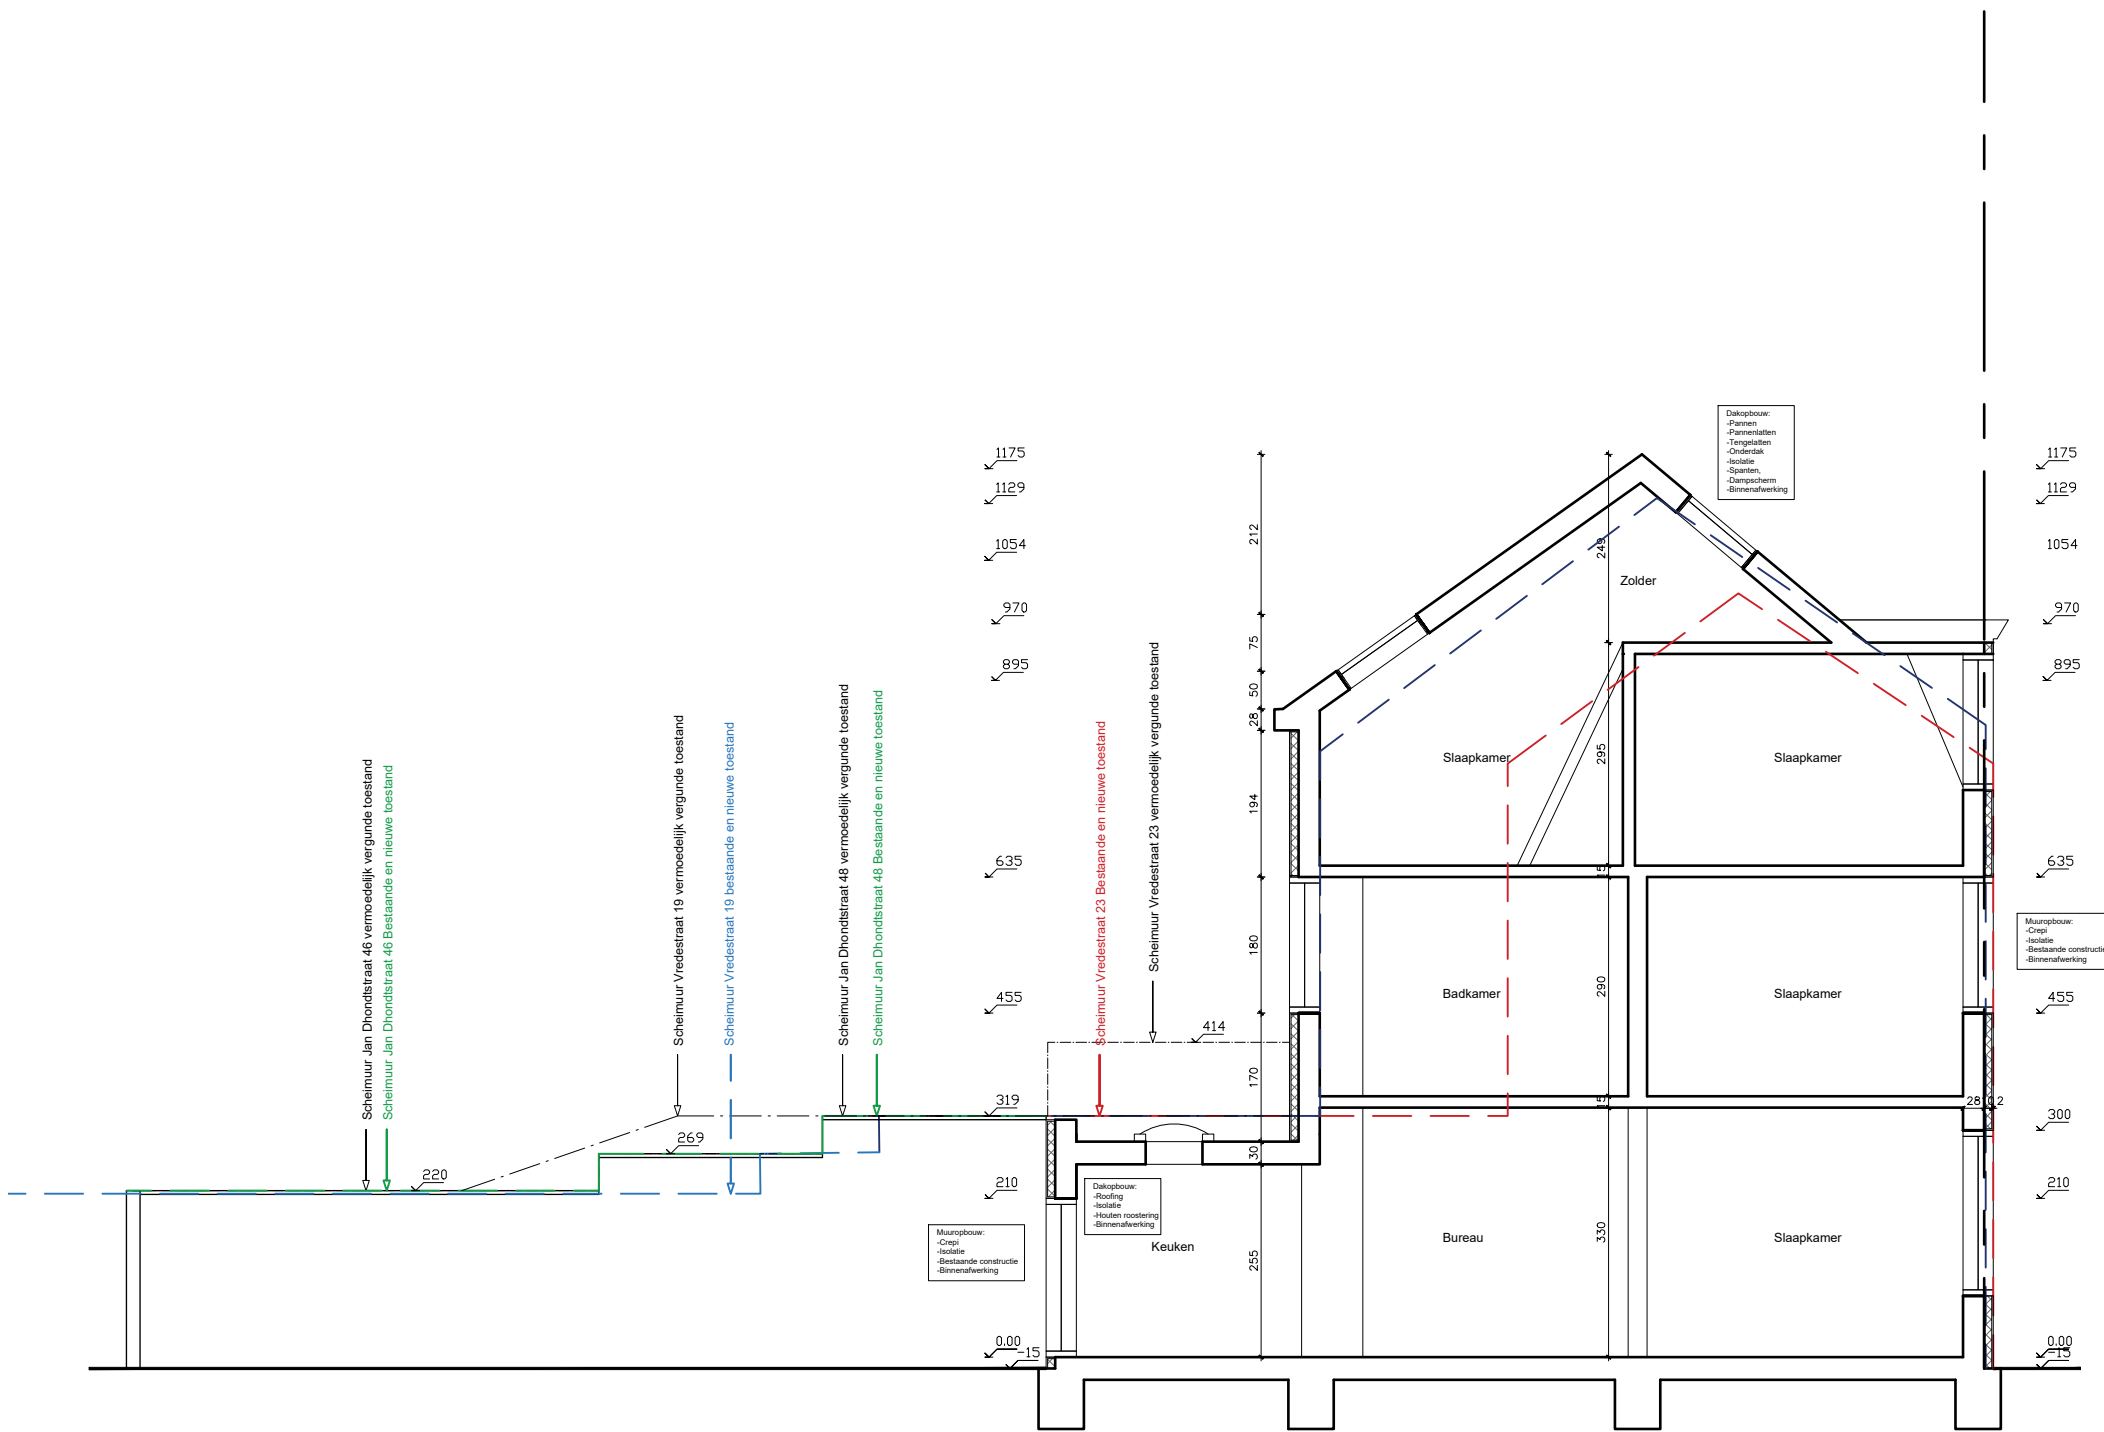 Dakopbouw:
-Pannen
-Pannenlatten
-Tengelatten
-Onderdak
-Isolatie
-Spanten,
-Dampscherm
-Binnenafwerking
1175
1129
1054
970
895
635
455
319
210
0.00
-15
1175
1129
1054
970
895
635
455
300
210
0.00
-15
212
75
50
28
194
180
170
30
255
249
295
15
290
15
330
Zolder
Slaapkamer
Slaapkamer
Badkamer
Slaapkamer
Keuken
Bureau
Slaapkamer
Scheimuur Jan Dhondtstraat 46 vermoedelijk vergunde toestand
Scheimuur Jan Dhondtstraat 46 Bestaande en nieuwe toestand
Scheimuur Vredestraat 19 vermoedelijk vergunde toestand
Scheimuur Vredestraat 19 bestaande en nieuwe toestand
Scheimuur Jan Dhondtstraat 48 vermoedelijk vergunde toestand
Scheimuur Jan Dhondtstraat 48 Bestaande en nieuwe toestand
Scheimuur Vredestraat 23 Bestaande en nieuwe toestand
Scheimuur Vredestraat 23 vermoedelijk vergunde toestand
414
269
220
Muuropbouw:
-Crepi
-Isolatie
-Bestaande constructie
-Binnenafwerking
Dakopbouw:
-Roofing
-Isolatie
-Houten roostering
-Binnenafwerking
Muuropbouw:
-Crepi
-Isolatie
-Bestaande constructie
-Binnenafwerking
28